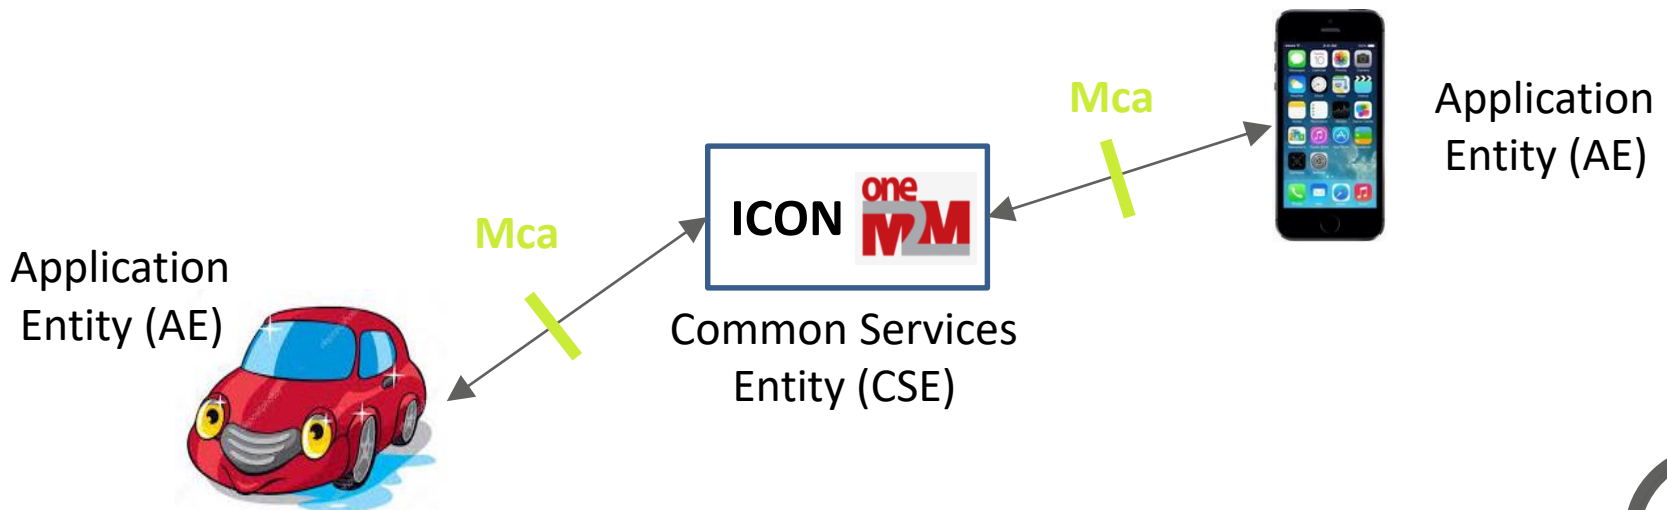 Mca
Application
Entity (AE)
ICON
one
M2M
Mca
Application
Entity (AE)
Common Services
Entity (CSE)